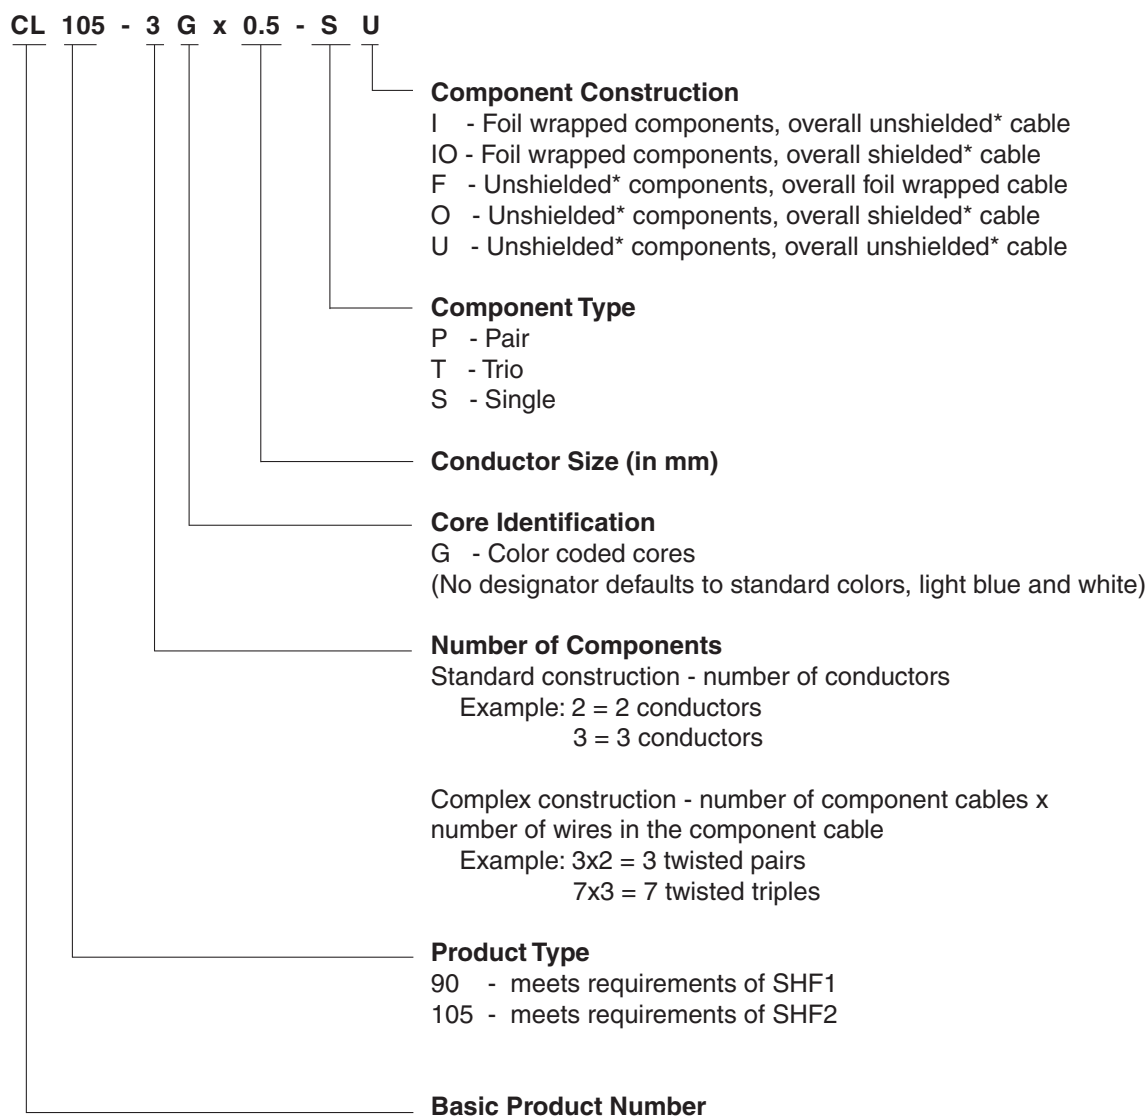 CL 105 - 3 G x 0.5 - S U
Component Construction
I - Foil wrapped components, overall unshielded* cable
IO - Foil wrapped components, overall shielded* cable
F - Unshielded* components, overall foil wrapped cable
O - Unshielded* components, overall shielded* cable
U - Unshielded* components, overall unshielded* cable
Component Type
P - Pair
T - Trio
S - Single
Conductor Size (in mm)
Core Identification
G - Color coded cores
(No designator defaults to standard colors, light blue and white)
Number of Components
Standard construction - number of conductors
Example: 2 = 2 conductors
3 = 3 conductors
Complex construction - number of component cables x
number of wires in the component cable
Example: 3x2 = 3 twisted pairs
7x3 = 7 twisted triples
Product Type
90 - meets requirements of SHF1
105 - meets requirements of SHF2
Basic Product Number